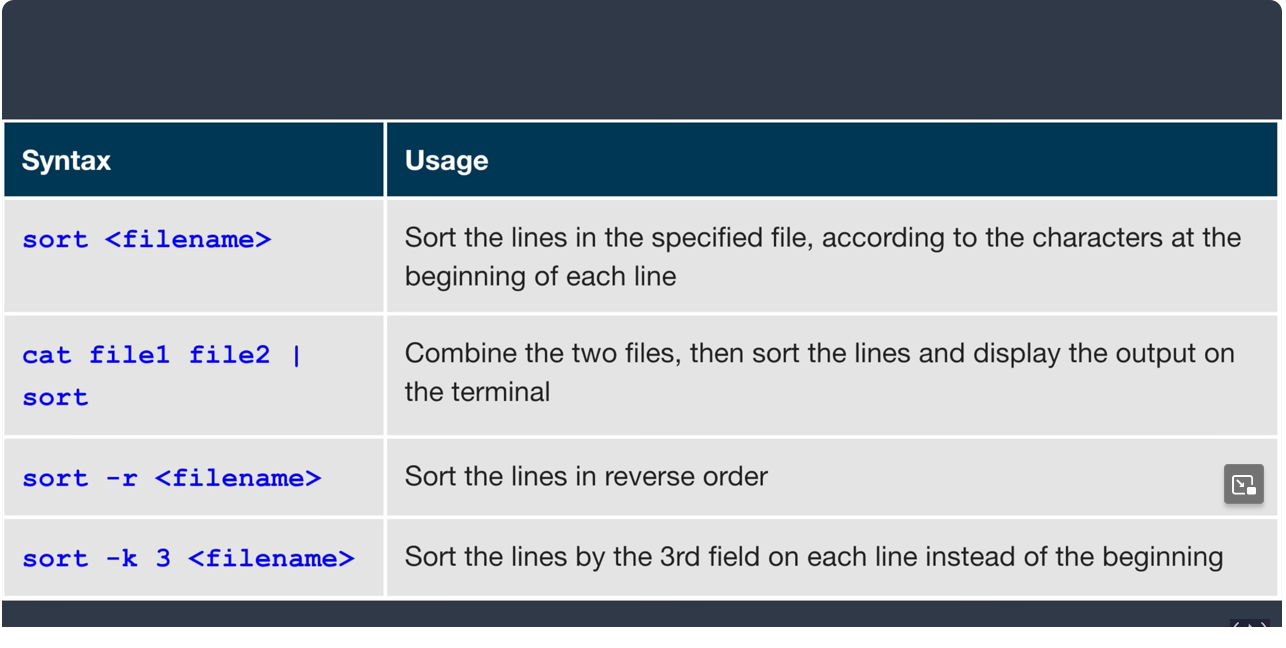 Syntax
Usage
sort <filename>
Sort the lines in the specified file, according to the characters at the
beginning of each line
cat file1 file2 |
sort
Combine the two files, then sort the lines and display the output on
the terminal
sort -r <filename>
Sort the lines in reverse order
sort -k 3 <filename>
Sort the lines by the 3rd field on each line instead of the beginning